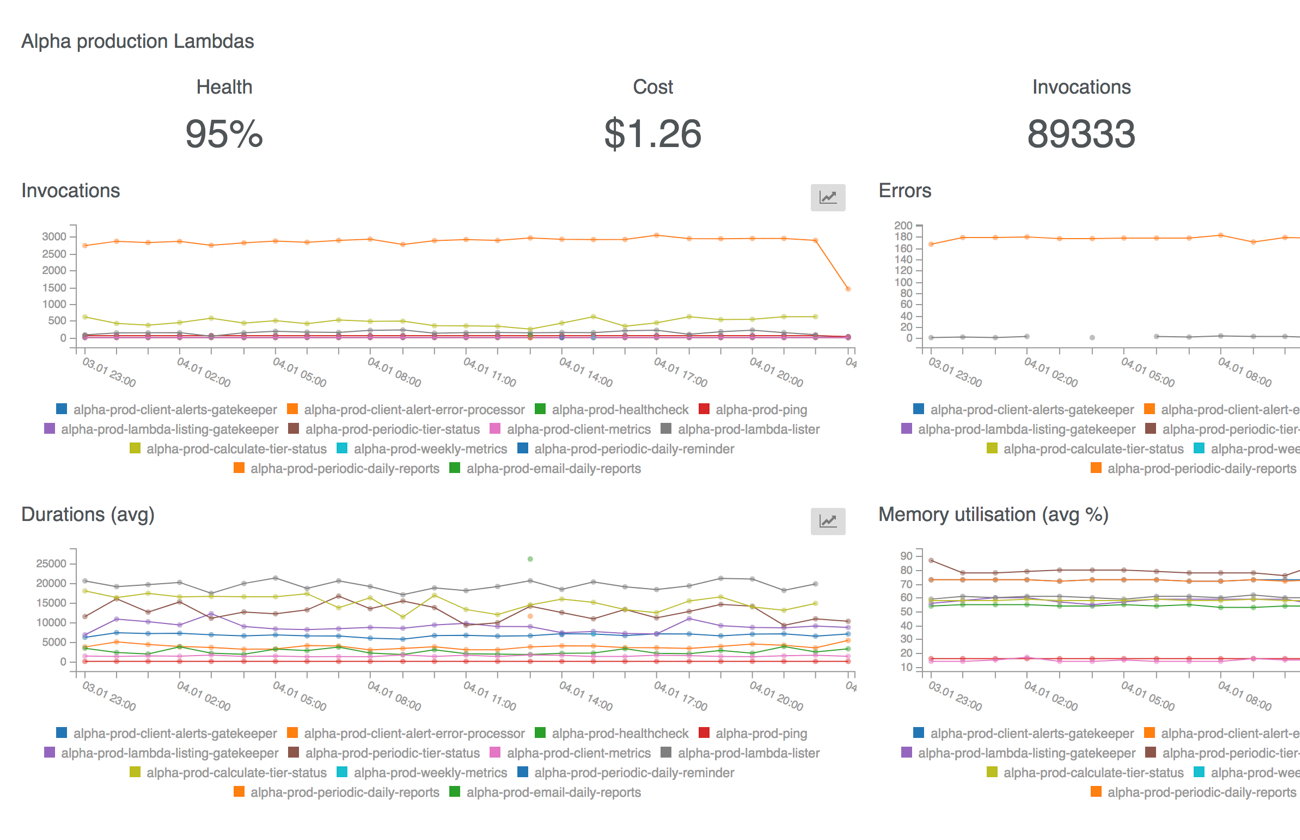 Alpha production Lambdas
Health
Cost
Invocations
95%
$1.26
89333
Invocations
3000
2500
2000
1500
1000
500
0
03.01 23:00
04.01 02:00
04.01 05:00
04.01 08:00
04.01 11:00
04.01 14:00
04.01 17:00
04.01 20:00
04
alpha-prod-client-alerts-gatekeeper alpha-prod-client-alert-error-processor alpha-prod-healthcheck alpha-prod-ping
alpha-prod-lambda-listing-gatekeeper alpha-prod-periodic-tier-status alpha-prod-client-metrics alpha-prod-lambda-lister
alpha-prod-calculate-tier-status alpha-prod-weekly-metrics alpha-prod-periodic-daily-reminder
alpha-prod-periodic-daily-reports alpha-prod-email-daily-reports
Errors
200
180
160
140
120
100
80
60
40
20
0
03.01 23:00
04.01 02:00
04.01 05:00
04.01 08:00
alpha-prod-client-alerts-gatekeeper alpha-prod-client-alert-e
alpha-prod-lambda-listing-gatekeeper alpha-prod-periodic-tier-
alpha-prod-calculate-tier-status alpha-prod-wee
alpha-prod-periodic-daily-reports
Durations (avg)
25000
20000
15000
10000
5000
0
03.01 23:00
04.01 02:00
04.01 05:00
04.01 08:00
04.01 11:00
04.01 14:00
04.01 17:00
04.01 20:00
04
alpha-prod-client-alerts-gatekeeper alpha-prod-client-alert-error-processor alpha-prod-healthcheck alpha-prod-ping
alpha-prod-lambda-listing-gatekeeper alpha-prod-periodic-tier-status alpha-prod-client-metrics alpha-prod-lambda-lister
alpha-prod-calculate-tier-status alpha-prod-weekly-metrics alpha-prod-periodic-daily-reminder
alpha-prod-periodic-daily-reports alpha-prod-email-daily-reports
Memory utilisation (avg %)
90
80
70
60
50
40
30
20
10
03.01 23:00
04.01 02:00
04.01 05:00
04.01 08:00
alpha-prod-client-alerts-gatekeeper alpha-prod-client-alert-e
alpha-prod-lambda-listing-gatekeeper alpha-prod-periodic-tier-
alpha-prod-calculate-tier-status alpha-prod-wee
alpha-prod-periodic-daily-reports